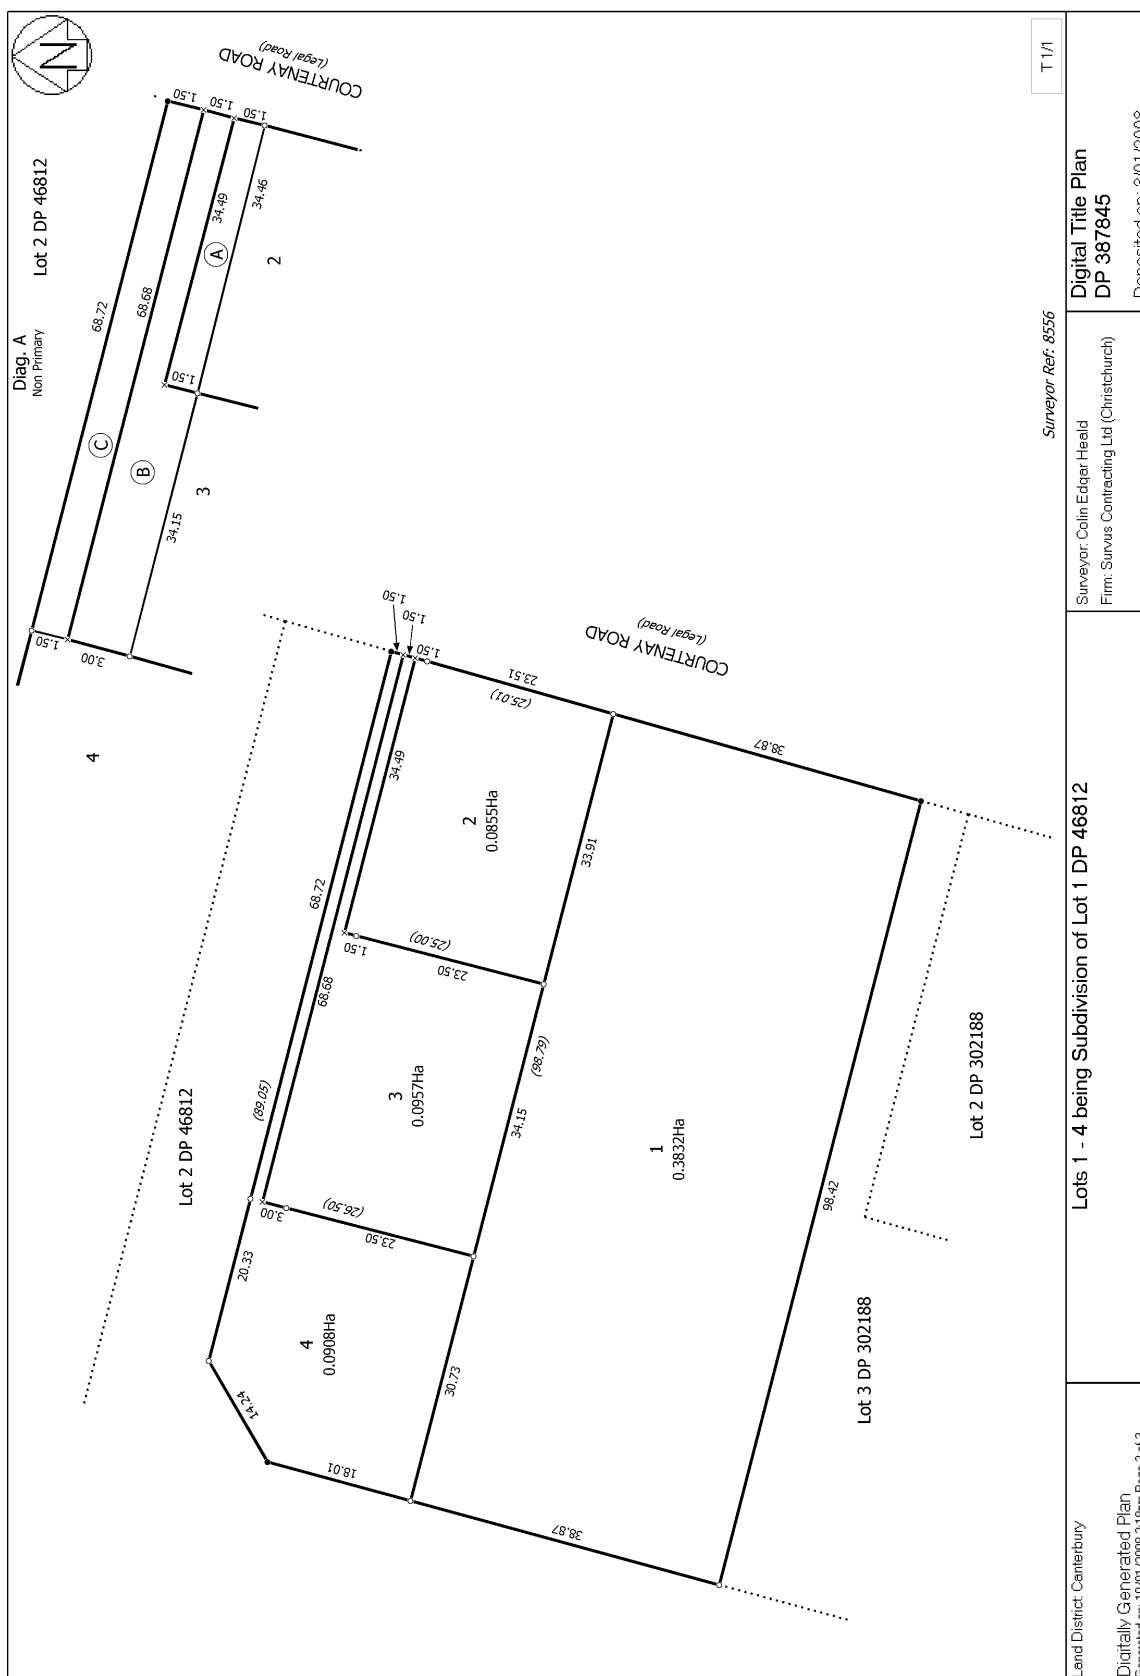 N
Diag. A
Non Primary
Lot 2 DP 46812
COURTENAY ROAD
(Legal Road)
1.50
1.50
1.50
68.72
68.68
34.49
34.46
A
2
1.50
C
B
3
34.15
1.50
3.00
4
T 1/1
Lot 2 DP 46812
(89.05)
68.72
68.68
34.49
1.50
1.50
1.50
COURTENAY ROAD
(Legal Road)
23.51
(25.01)
38.87
2
0.0855Ha
33.91
1.50
(25.00)
23.50
3
0.0957Ha
(98.79)
34.15
3.00
(26.50)
23.50
20.33
4
0.0908Ha
14.24
18.01
30.73
38.87
1
0.3832Ha
98.42
Lot 2 DP 302188
Lot 3 DP 302188
Surveyor Ref: 8556
Land District: Canterbury
Digitally Generated Plan
Lots 1 - 4 being Subdivision of Lot 1 DP 46812
Surveyor: Colin Edgar Heald
Firm: Survus Contracting Ltd (Christchurch)
Digital Title Plan
DP 387845